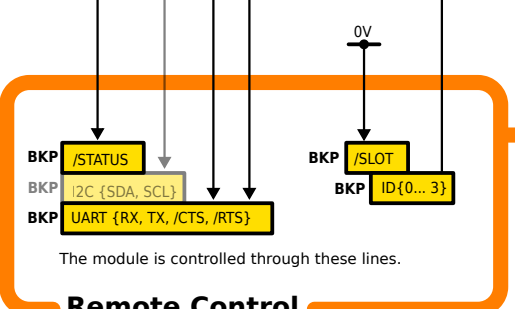 0V
BKP /STATUS
BKP /SLOT
BKP I2C {SDA, SCL}
BKP ID{0... 3}
BKP UART {RX, TX, /CTS, /RTS}
The module is controlled through these lines.
Remote Control